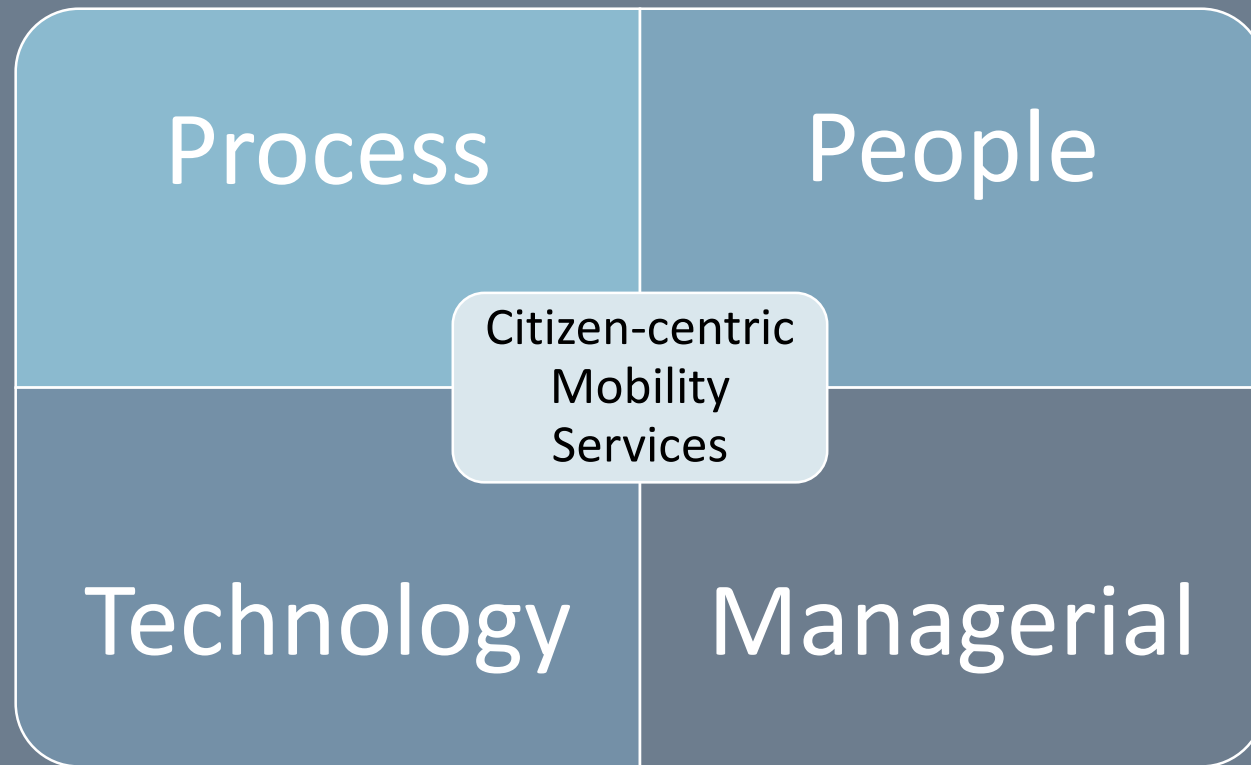 Process
People
Citizen-centric
Mobility
Services
Technology
Managerial